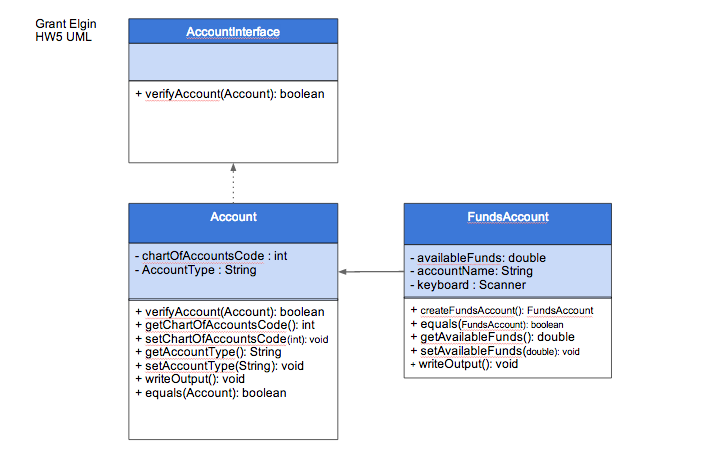 Grant Elgin
HW5 UML
AccountInterface
+ verifyAccount(Account): boolean
Account
- chartOfAccountsCode : int
- AccountType : String
+ verifyAccount(Account): boolean
+ getChartOfAccountsCode(): int
+ setChartOfAccountsCode(int): void
+ getAccountType(): String
+ setAccountType(String): void
+ writeOutput(): void
+ equals(Account): boolean
FundsAccount
- availableFunds: double
- accountName: String
- keyboard : Scanner
+ createFundsAccount(): FundsAccount
+ equals(FundsAccount): boolean
+ getAvailableFunds(): double
+ setAvailableFunds(double): void
+ writeOutput(): void